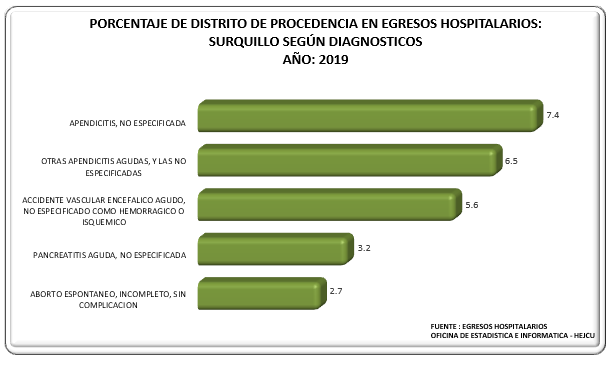 PORCENTAJE DE DISTRITO DE PROCEDENCIA EN EGRESOS HOSPITALARIOS:
SURQUILLO SEGÚN DIAGNOSTICOS
AÑO: 2019
APENDICITIS, NO ESPECIFICADA
7.4
OTRAS APENDICITIS AGUDAS, Y LAS NO
ESPECIFICADAS
6.5
ACCIDENTE VASCULAR ENCEFALICO AGUDO,
NO ESPECIFICADO COMO HEMORRAGICO O
ISQUEMICO
5.6
PANCREATITIS AGUDA, NO ESPECIFICADA
3.2
ABORTO ESPONTANEO, INCOMPLETO, SIN
COMPLICACION
2.7
FUENTE : EGRESOS HOSPITALARIOS
OFICINA DE ESTADISTICA E INFORMATICA - HEJCU